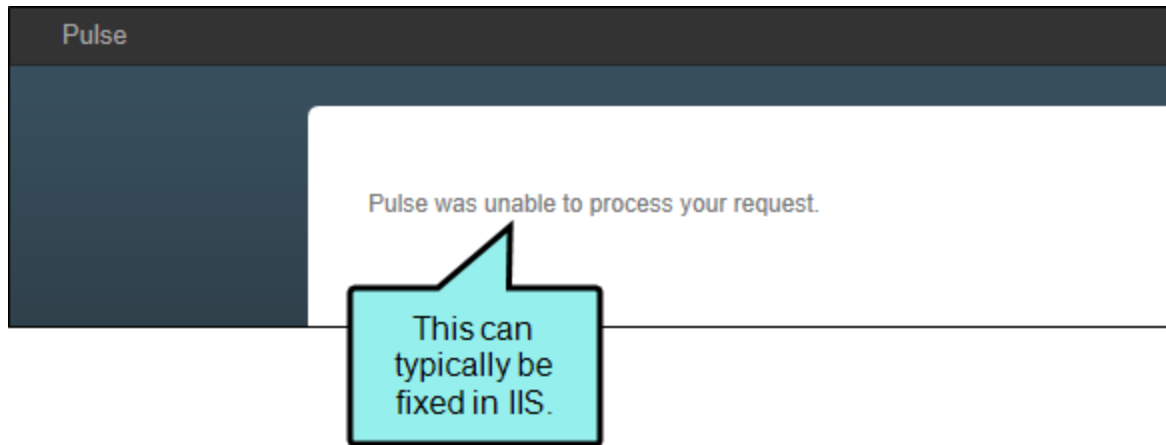 Pulse
Pulse was unable to process your request.
This can
typically be
fixed in IIS.